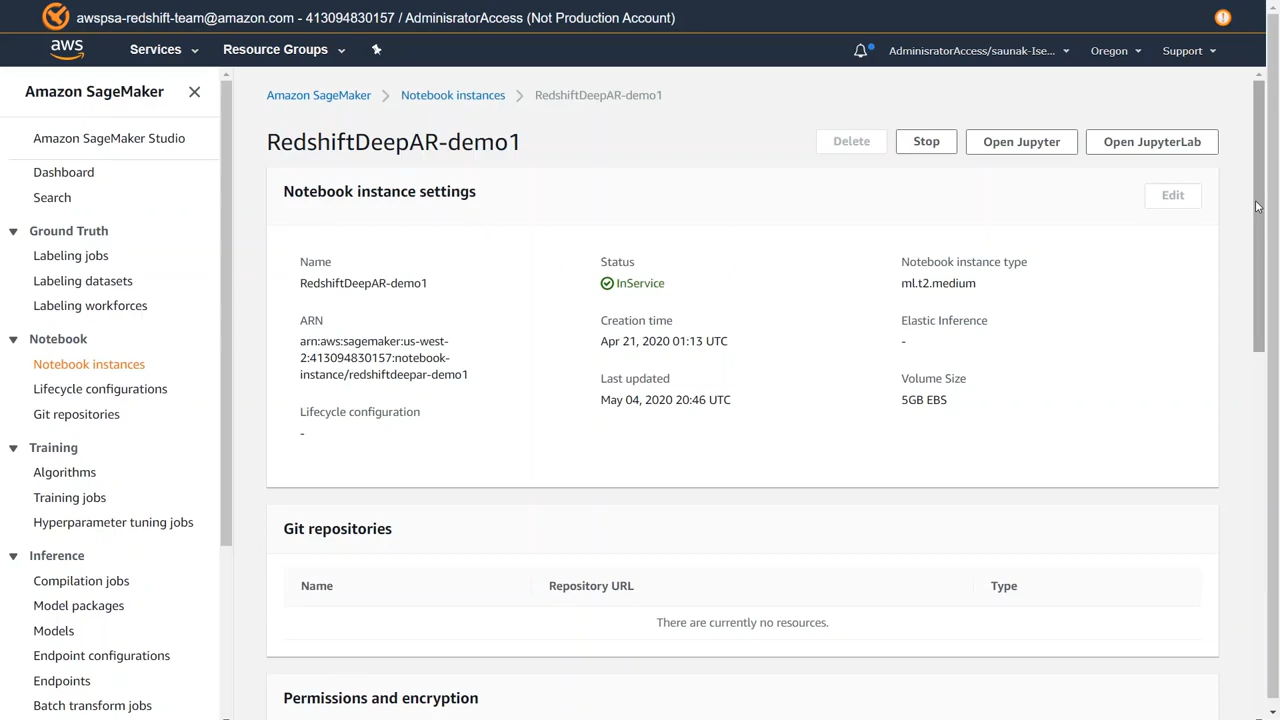 awspsa-redshift-team@amazon.com - 413094830157 / AdminisratorAccess (Not Production Account)
aws
Services
Resource Groups
AdminisratorAccess/saunak-Ise...
Oregon
Support
Amazon SageMaker
Amazon SageMaker Studio
Dashboard
Search
Ground Truth
Labeling jobs
Labeling datasets
Labeling workforces
Notebook
Notebook instances
Lifecycle configurations
Git repositories
Training
Algorithms
Training jobs
Hyperparameter tuning jobs
Inference
Compilation jobs
Model packages
Models
Endpoint configurations
Endpoints
Batch transform jobs
Amazon SageMaker
Notebook instances
RedshiftDeepAR-demo1
RedshiftDeepAR-demo1
Delete
Stop
Open Jupyter
Open JupyterLab
Notebook instance settings
Edit
Name
RedshiftDeepAR-demo1
ARN
arn:aws:sagemaker:us-west-
2:413094830157:notebook-
instance/redshiftdeepar-demo1
Lifecycle configuration
-
Status
InService
Creation time
Apr 21, 2020 01:13 UTC
Last updated
May 04, 2020 20:46 UTC
Notebook instance type
ml.t2.medium
Elastic Inference
-
Volume Size
5GB EBS
Git repositories
Name
Repository URL
Type
There are currently no resources.
Permissions and encryption